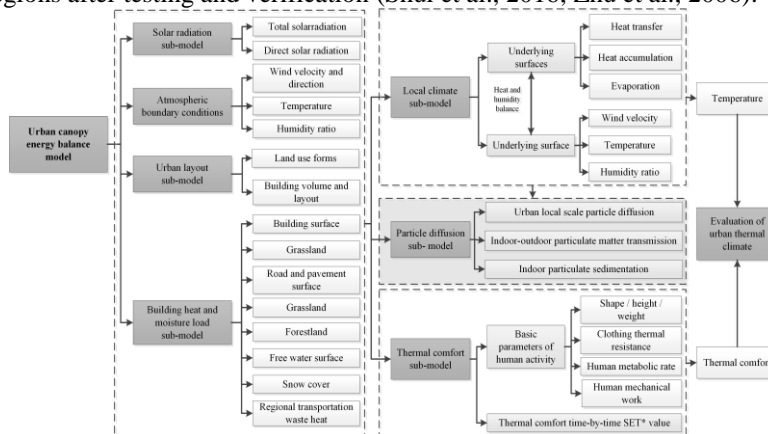 egions after testing and verification (Shui et al., 2018; Zhu et al., 2008).
Urban canopy
energy balance
model
Solar radiation
sub-model
Total solarradiation
Direct solar radiation
Atmospheric
boundary conditions
Wind velocity and
direction
Temperature
Humidity ratio
Urban layout
sub-model
Land use forms
Building volume and
layout
Building heat and
moisture load
sub-model
Building surface
Grassland
Road and pavement
surface
Grassland
Forestland
Free water surface
Snow cover
Regional transportation
waste heat
Local climate
sub-model
Underlying
surfaces
Heat transfer
Heat accumulation
Evaporation
Heat and
humidity
balance
Underlying surface
Wind velocity
Temperature
Humidity ratio
Particle diffusion
sub- model
Urban local scale particle diffusion
Indoor-outdoor particulate matter transmission
Indoor particulate sedimentation
Thermal comfort
sub-model
Basic
parameters of
human activity
Shape / height /
weight
Clothing thermal
resistance
Human metabolic rate
Human mechanical
work
Thermal comfort time-by-time SET* value
Temperature
Evaluation of
urban thermal
climate
Thermal comfort